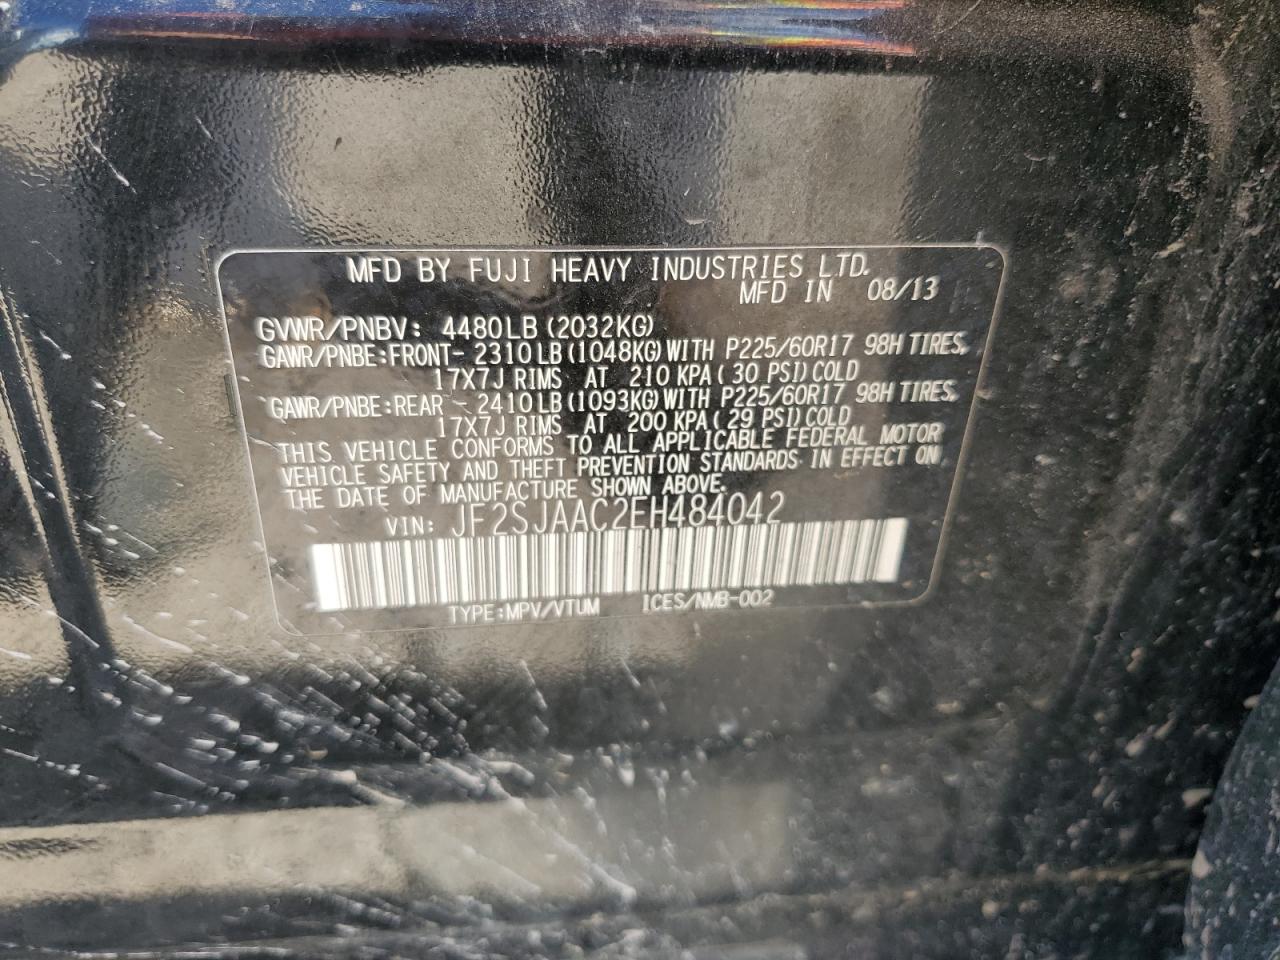 MFD BY FUJI HEAVY INDUSTRIES LTD.
MFD IN 08/13
GVWR/PNBV: 4480LB(2032KG)
GAWR/PNBE:FRONT- 2310LB(1048KG)WITH P225/60R17 98H TIRES,
17X7J RIMS AT 210 KPA(30 PSI)COLD
GAWR/PNBE:REAR - 2410LB(1093KG)WITH P225/60R17 98H TIRES,
17X7J RIMS AT 200 KPA(29 PSI)COLD
THIS VEHICLE CONFORMS TO ALL APPLICABLE FEDERAL MOTOR
VEHICLE SAFETY AND THEFT PREVENTION STANDARDS IN EFFECT ON
THE DATE OF MANUFACTURE SHOWN ABOVE.
VIN: JF2SJAAC2EH484042
TYPE:MPV/VTUM ICES/NMB-002